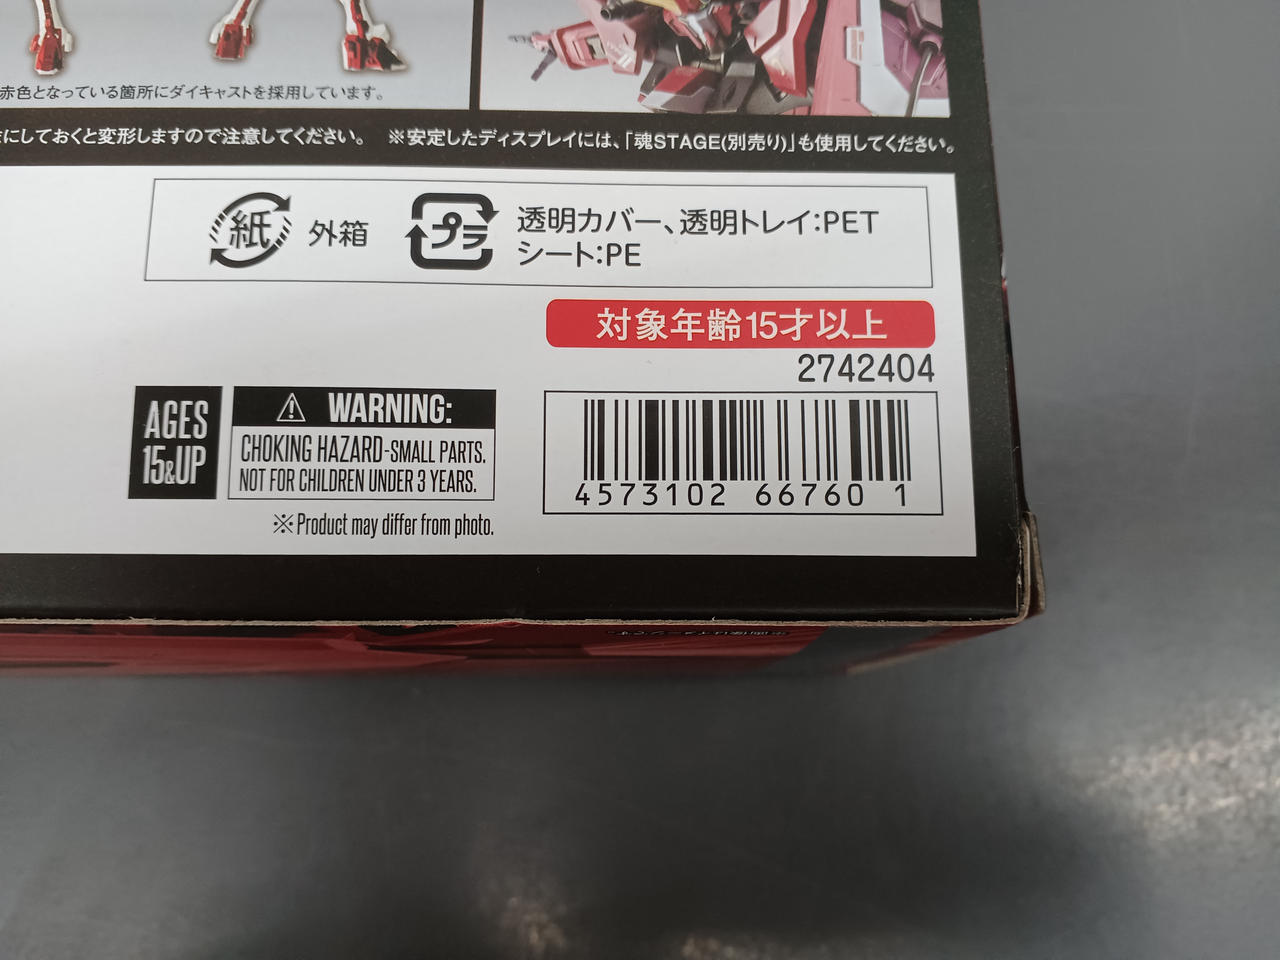 赤色となっている箇所にダイキャストを採用しています。
にしておくと変形しますので注意してください。 ※安定したディスプレイには、「魂STAGE(別売り)」も使用してください。
紙 外箱 プラ 透明カバー、透明トレイ:PET
シート:PE
対象年齢15才以上
2742404
AGES
15&UP
WARNING:
CHOKING HAZARD-SMALL PARTS.
NOT FOR CHILDREN UNDER 3 YEARS.
※Product may differ from photo.
4573102 66760 1